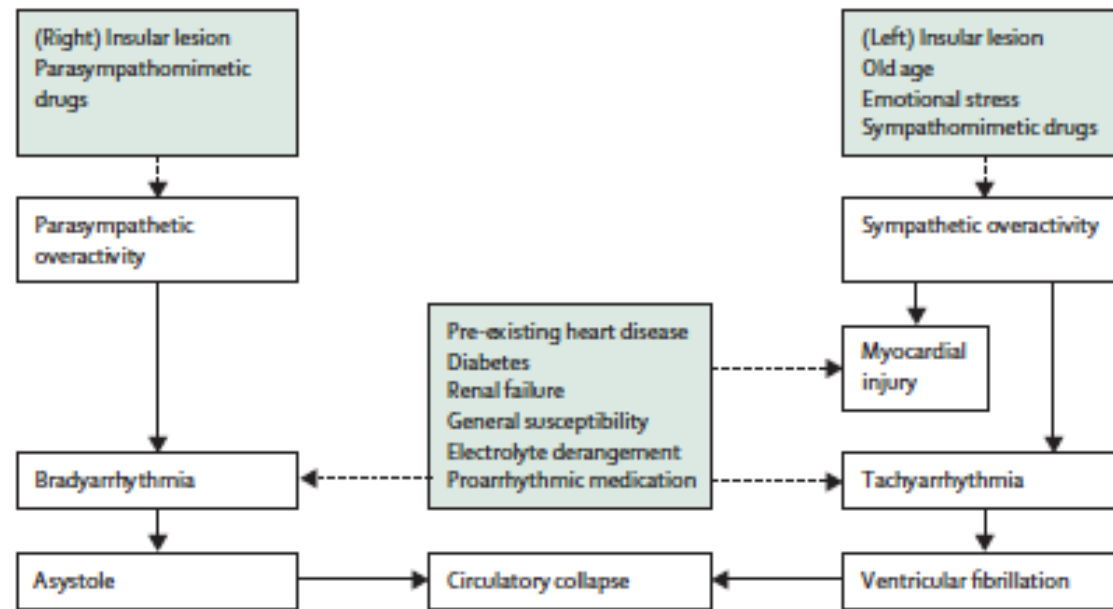 (Right) Insular lesion
Parasympathomimetic
drugs
(Left) Insular lesion
Old age
Emotional stress
Sympathomimetic drugs
Parasympathetic
overactivity
Sympathetic overactivity
Pre-existing heart disease
Diabetes
Renal failure
General susceptibility
Electrolyte derangement
Proarrhythmic medication
Myocardial
injury
Bradyarrhythmia
Tachyarrhythmia
Asystole
Circulatory collapse
Ventricular fibrillation